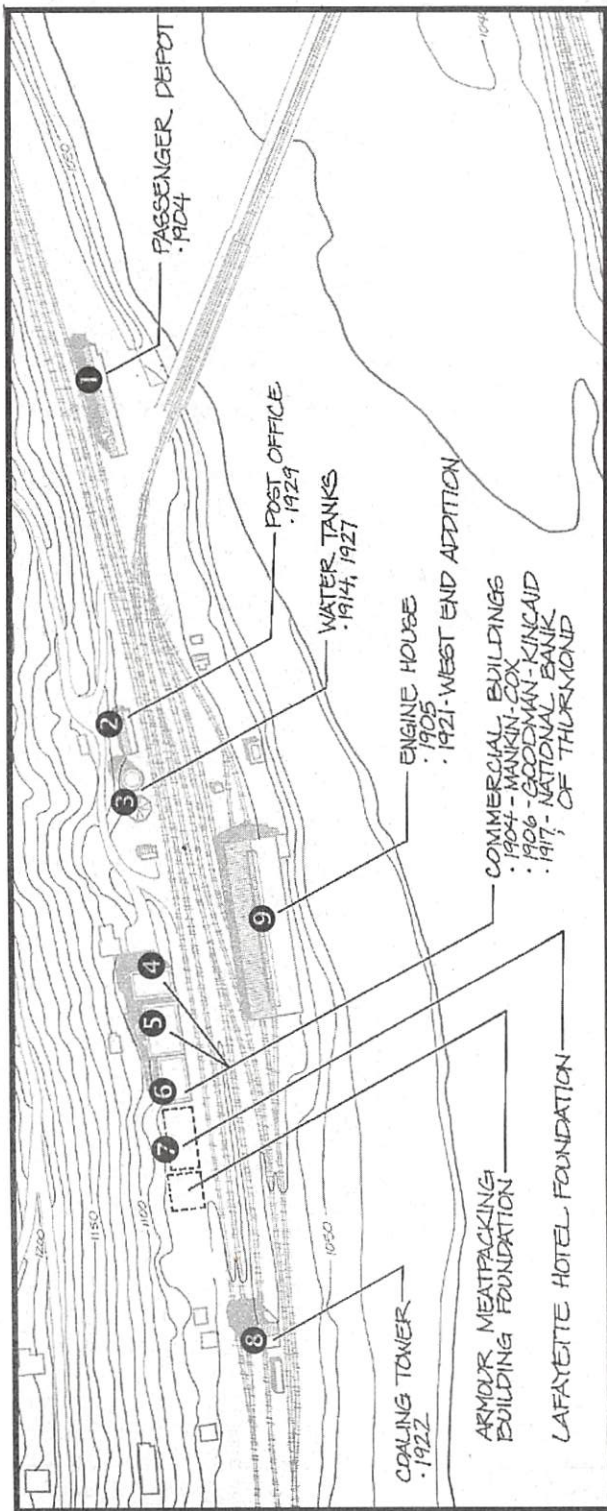 PASSENGER DEPOT
· 1904
POST OFFICE
· 1929
WATER TANKS
· 1914, 1927
ENGINE HOUSE
· 1905
· 1921 - WEST END ADDITION
COMMERCIAL BUILDINGS
· 1904 - MANKIN-COX
· 1906 - GOODMAN-KINCAID
· 1917 - NATIONAL BANK
OF THURMOND
COALING TOWER
· 1922
ARMOUR MEATPACKING
BUILDING FOUNDATION
LAFAYETTE HOTEL FOUNDATION
1
2
3
4
5
6
7
8
9
1200
1150
1100
1050
1050